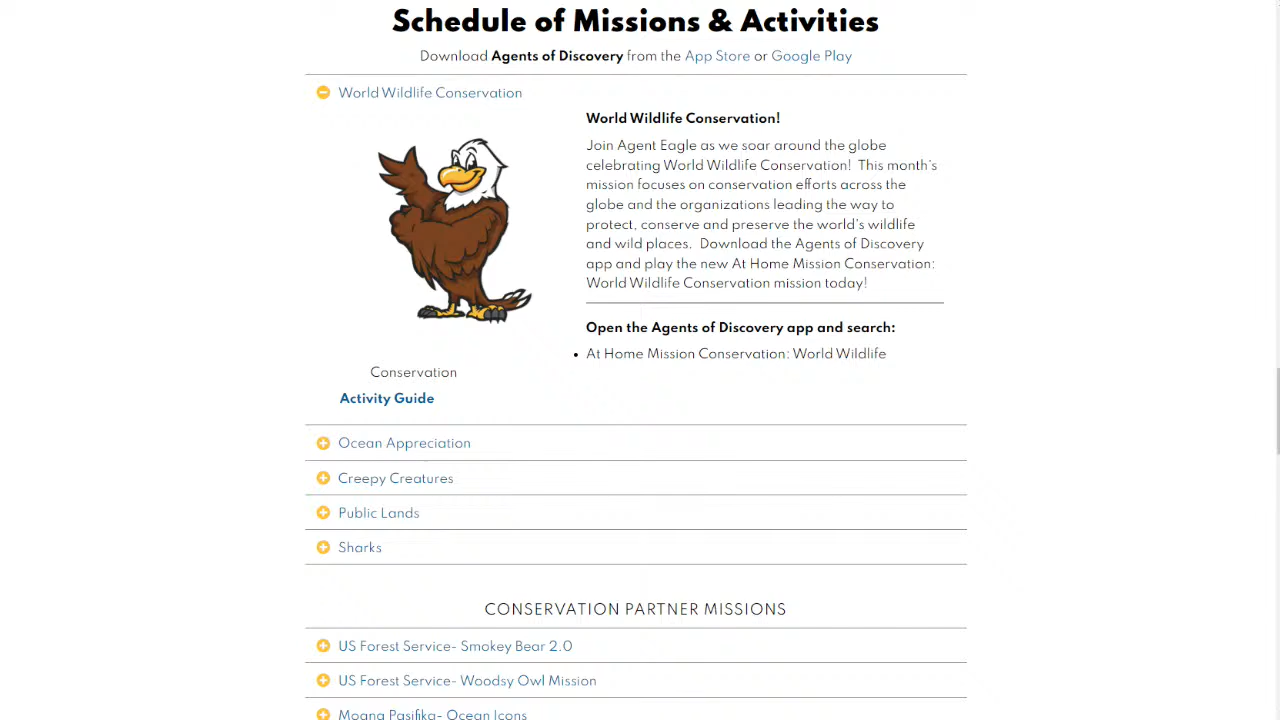 Schedule of Missions & Activities
Download Agents of Discovery from the App Store or Google Play
World Wildlife Conservation
World Wildlife Conservation!
Join Agent Eagle as we soar around the globe
celebrating World Wildlife Conservation!  This month's
mission focuses on conservation efforts across the
globe and the organizations leading the way to
protect, conserve and preserve the world's wildlife
and wild places.  Download the Agents of Discovery
app and play the new At Home Mission Conservation:
World Wildlife Conservation mission today!
Open the Agents of Discovery app and search:
• At Home Mission Conservation: World Wildlife
Conservation
Activity Guide
Ocean Appreciation
Creepy Creatures
Public Lands
Sharks
CONSERVATION PARTNER MISSIONS
US Forest Service- Smokey Bear 2.0
US Forest Service- Woodsy Owl Mission
Moana Pasifika- Ocean Icons